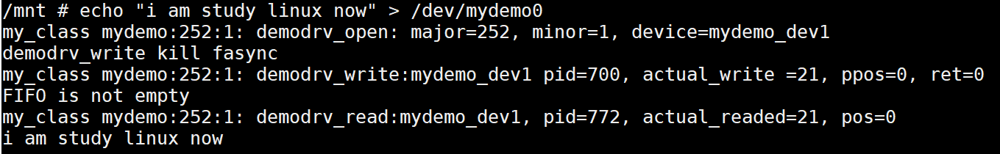 /mnt # echo "i am study linux now" > /dev/mydemo0
my_class mydemo:252:1: demodrv_open: major=252, minor=1, device=mydemo_dev1
demodrv_write kill fasync
my_class mydemo:252:1: demodrv_write:mydemo_dev1 pid=700, actual_write =21, ppos=0, ret=0
FIFO is not empty
my_class mydemo:252:1: demodrv_read:mydemo_dev1, pid=772, actual_readed=21, pos=0
i am study linux now